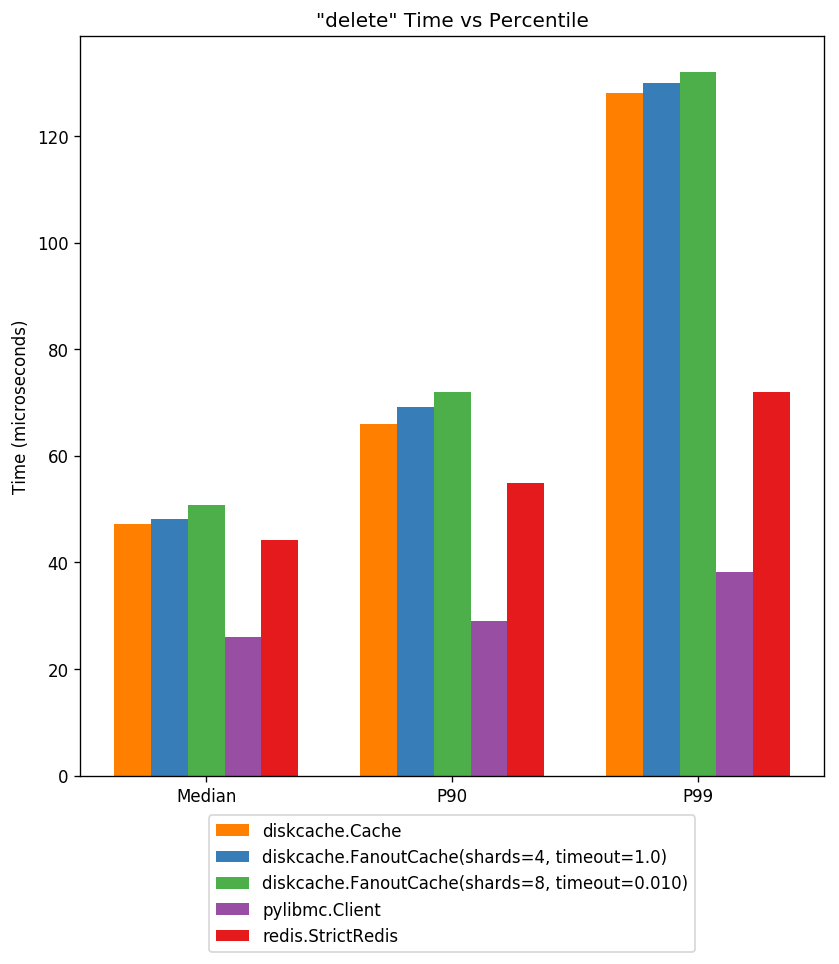 "delete" Time vs Percentile
Time (microseconds)
120
100
80
60
40
20
0
Median
P90
P99
diskcache.Cache
diskcache.FanoutCache(shards=4, timeout=1.0)
diskcache.FanoutCache(shards=8, timeout=0.010)
pylibmc.Client
redis.StrictRedis